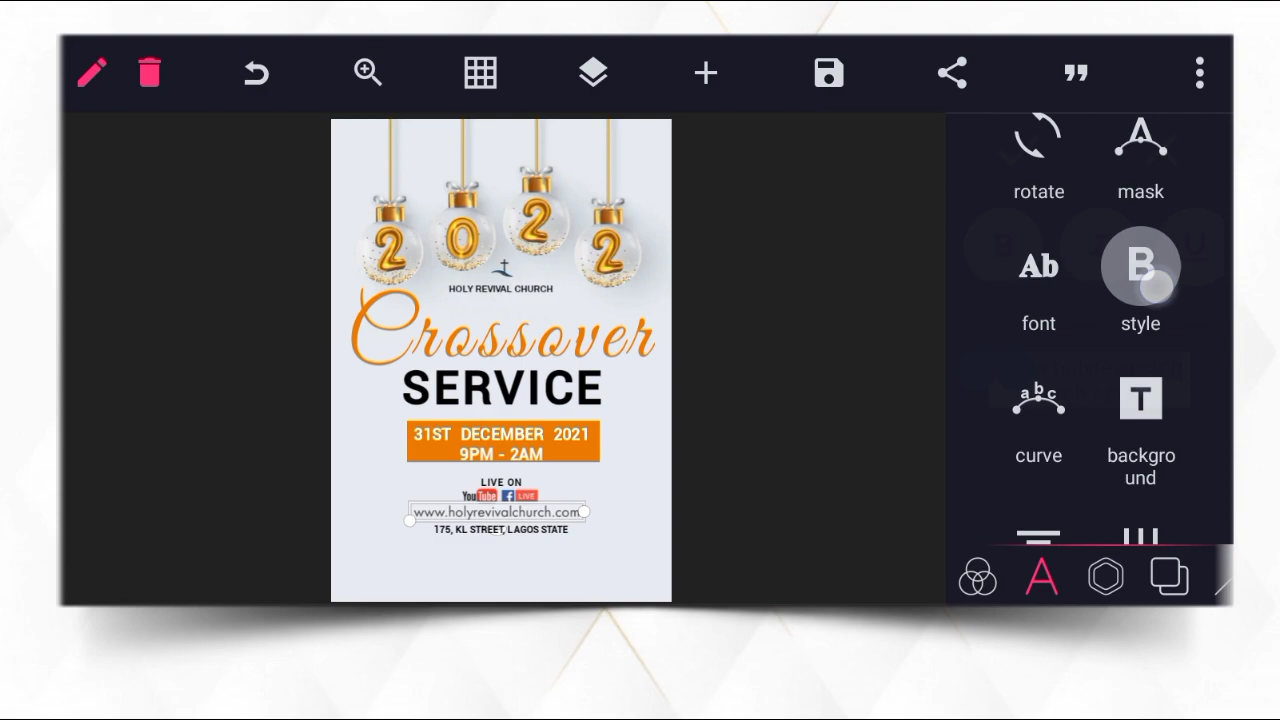 2022
HOLY REVIVAL CHURCH
Crossover
SERVICE
31ST DECEMBER 2021
9PM - 2AM
LIVE ON
YouTube f LIVE
www.holyrevivalchurch.com
175, KL STREET, LAGOS STATE
rotate
mask
Ab
B
font
style
abc
T
curve
backgro
und
A